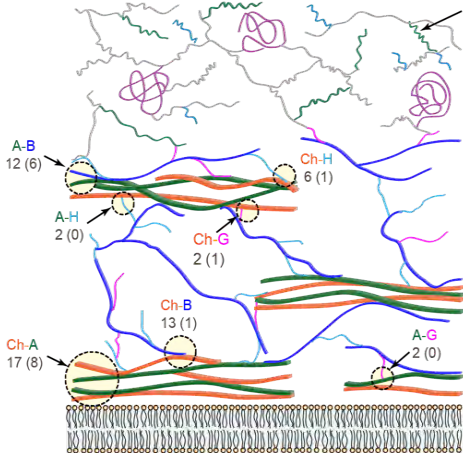 A-B
12 (6)
Ch-H
6 (1)
A-H
2 (0)
Ch-G
2 (1)
Ch-B
13 (1)
Ch-A
17 (8)
A-G
2 (0)